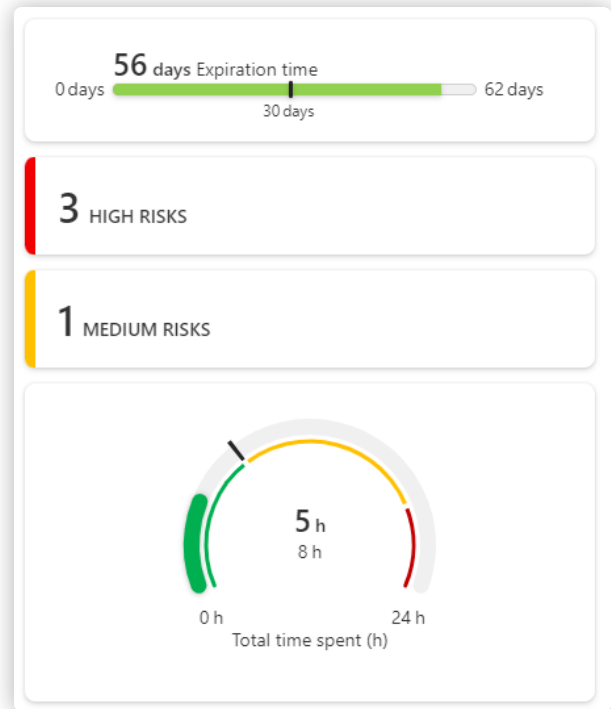 56 days Expiration time
0 days 62 days
30 days
3 HIGH RISKS
1 MEDIUM RISKS
5 h
8 h
0 h 24 h
Total time spent (h)